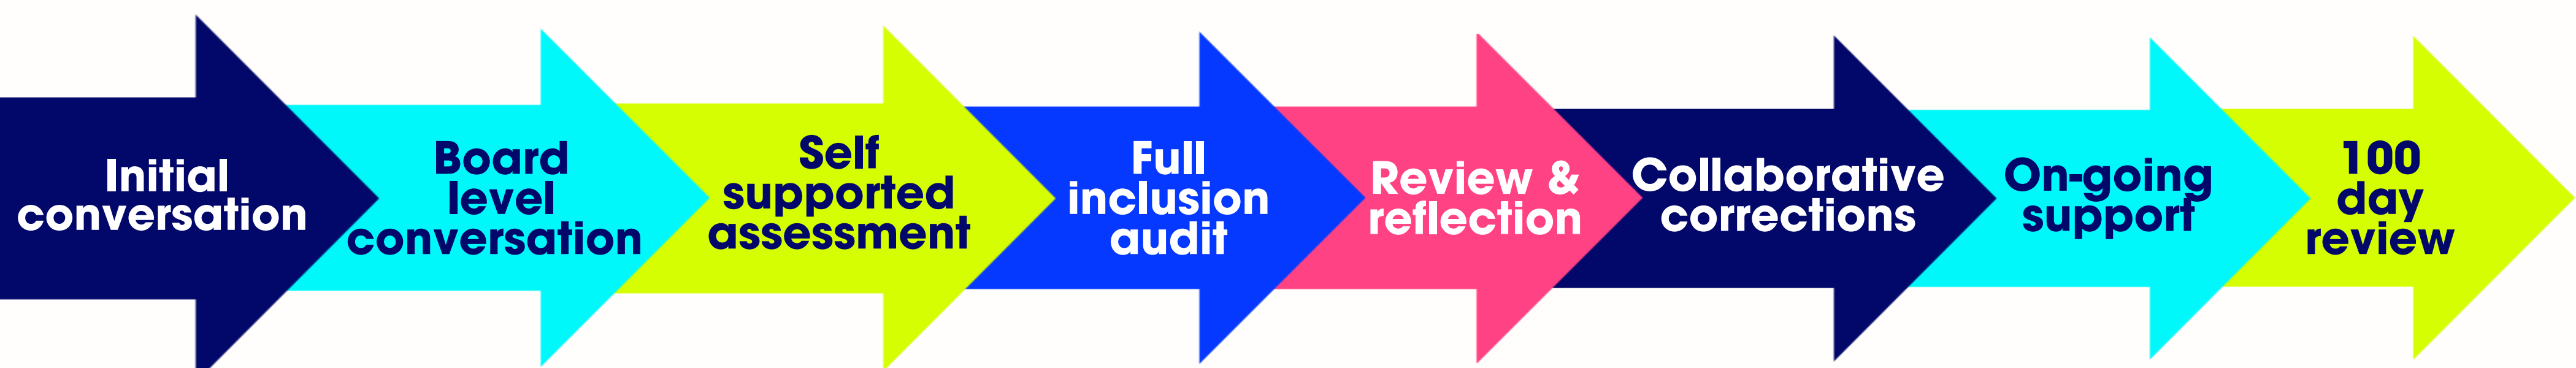 Initial
conversation
Board
level
conversation
Self
supported
assessment
Full
inclusion
audit
Review &
reflection
Collaborative
corrections
On-going
support
100
day
review